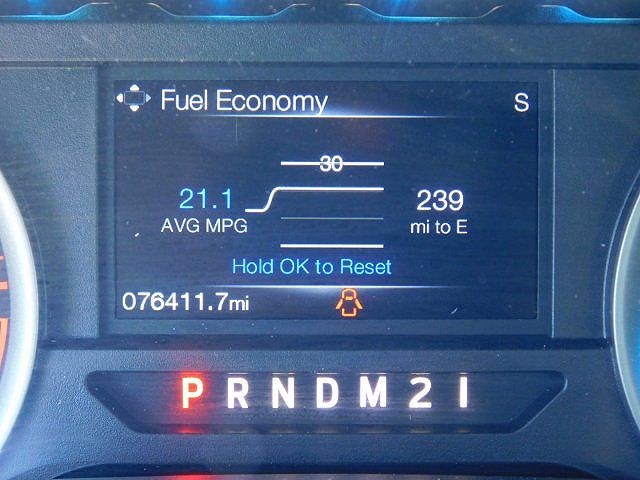 Fuel Economy
S
30
21.1
239
AVG MPG
mi to E
Hold OK to Reset
076411.7mi
P R N D M 2 1